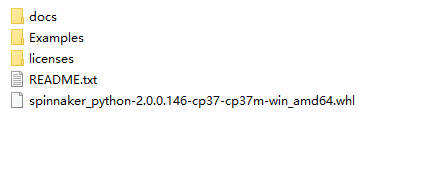 docs
Examples
licenses
README.txt
spinnaker_python-2.0.0.146-cp37-cp37m-win_amd64.whl